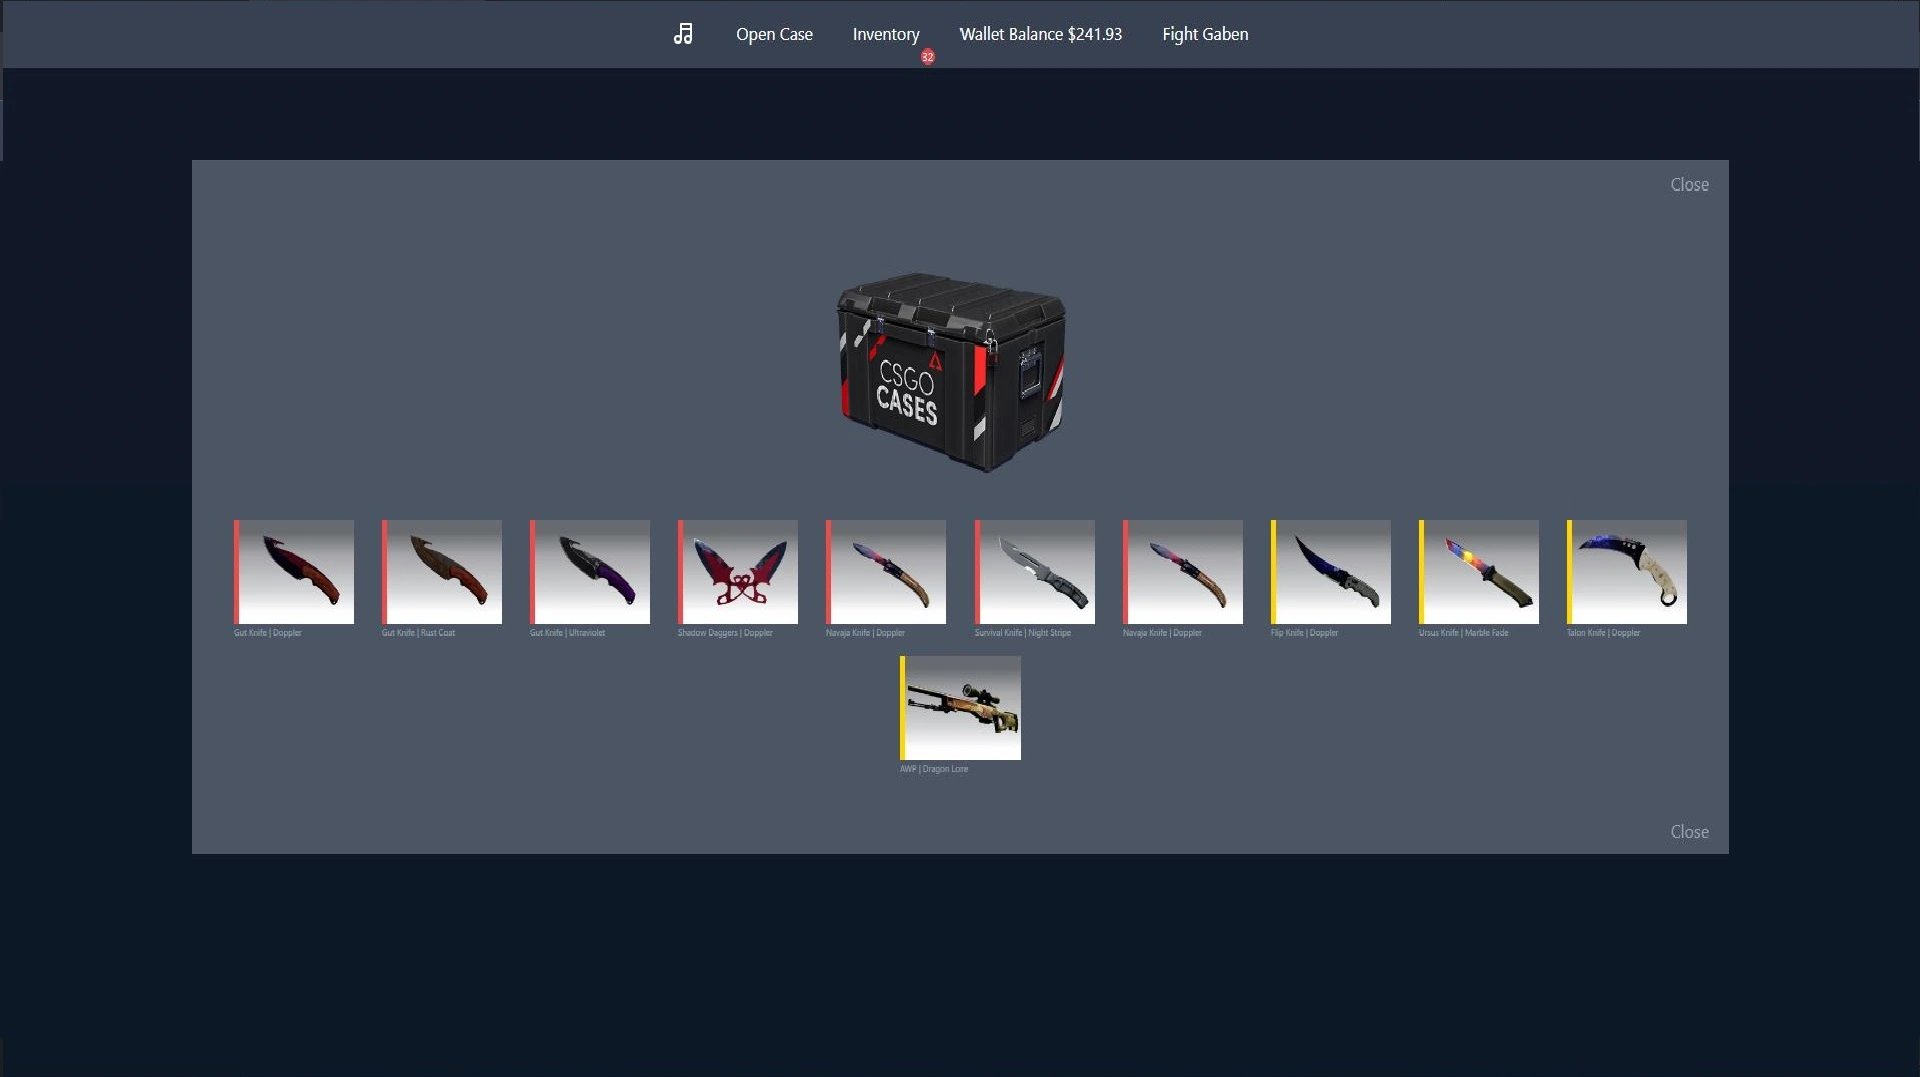 Open Case Inventory Wallet Balance $241.93 Fight Gaben
32
Close
CSGO
CASES
Gut Knife | Doppler
Gut Knife | Rust Coat
Gut Knife | Ultraviolet
Shadow Daggers | Doppler
Navaja Knife | Doppler
Survival Knife | Night Stripe
Navaja Knife | Doppler
Flip Knife | Doppler
Ursus Knife | Marble Fade
Talon Knife | Doppler
AWP | Dragon Lore
Close